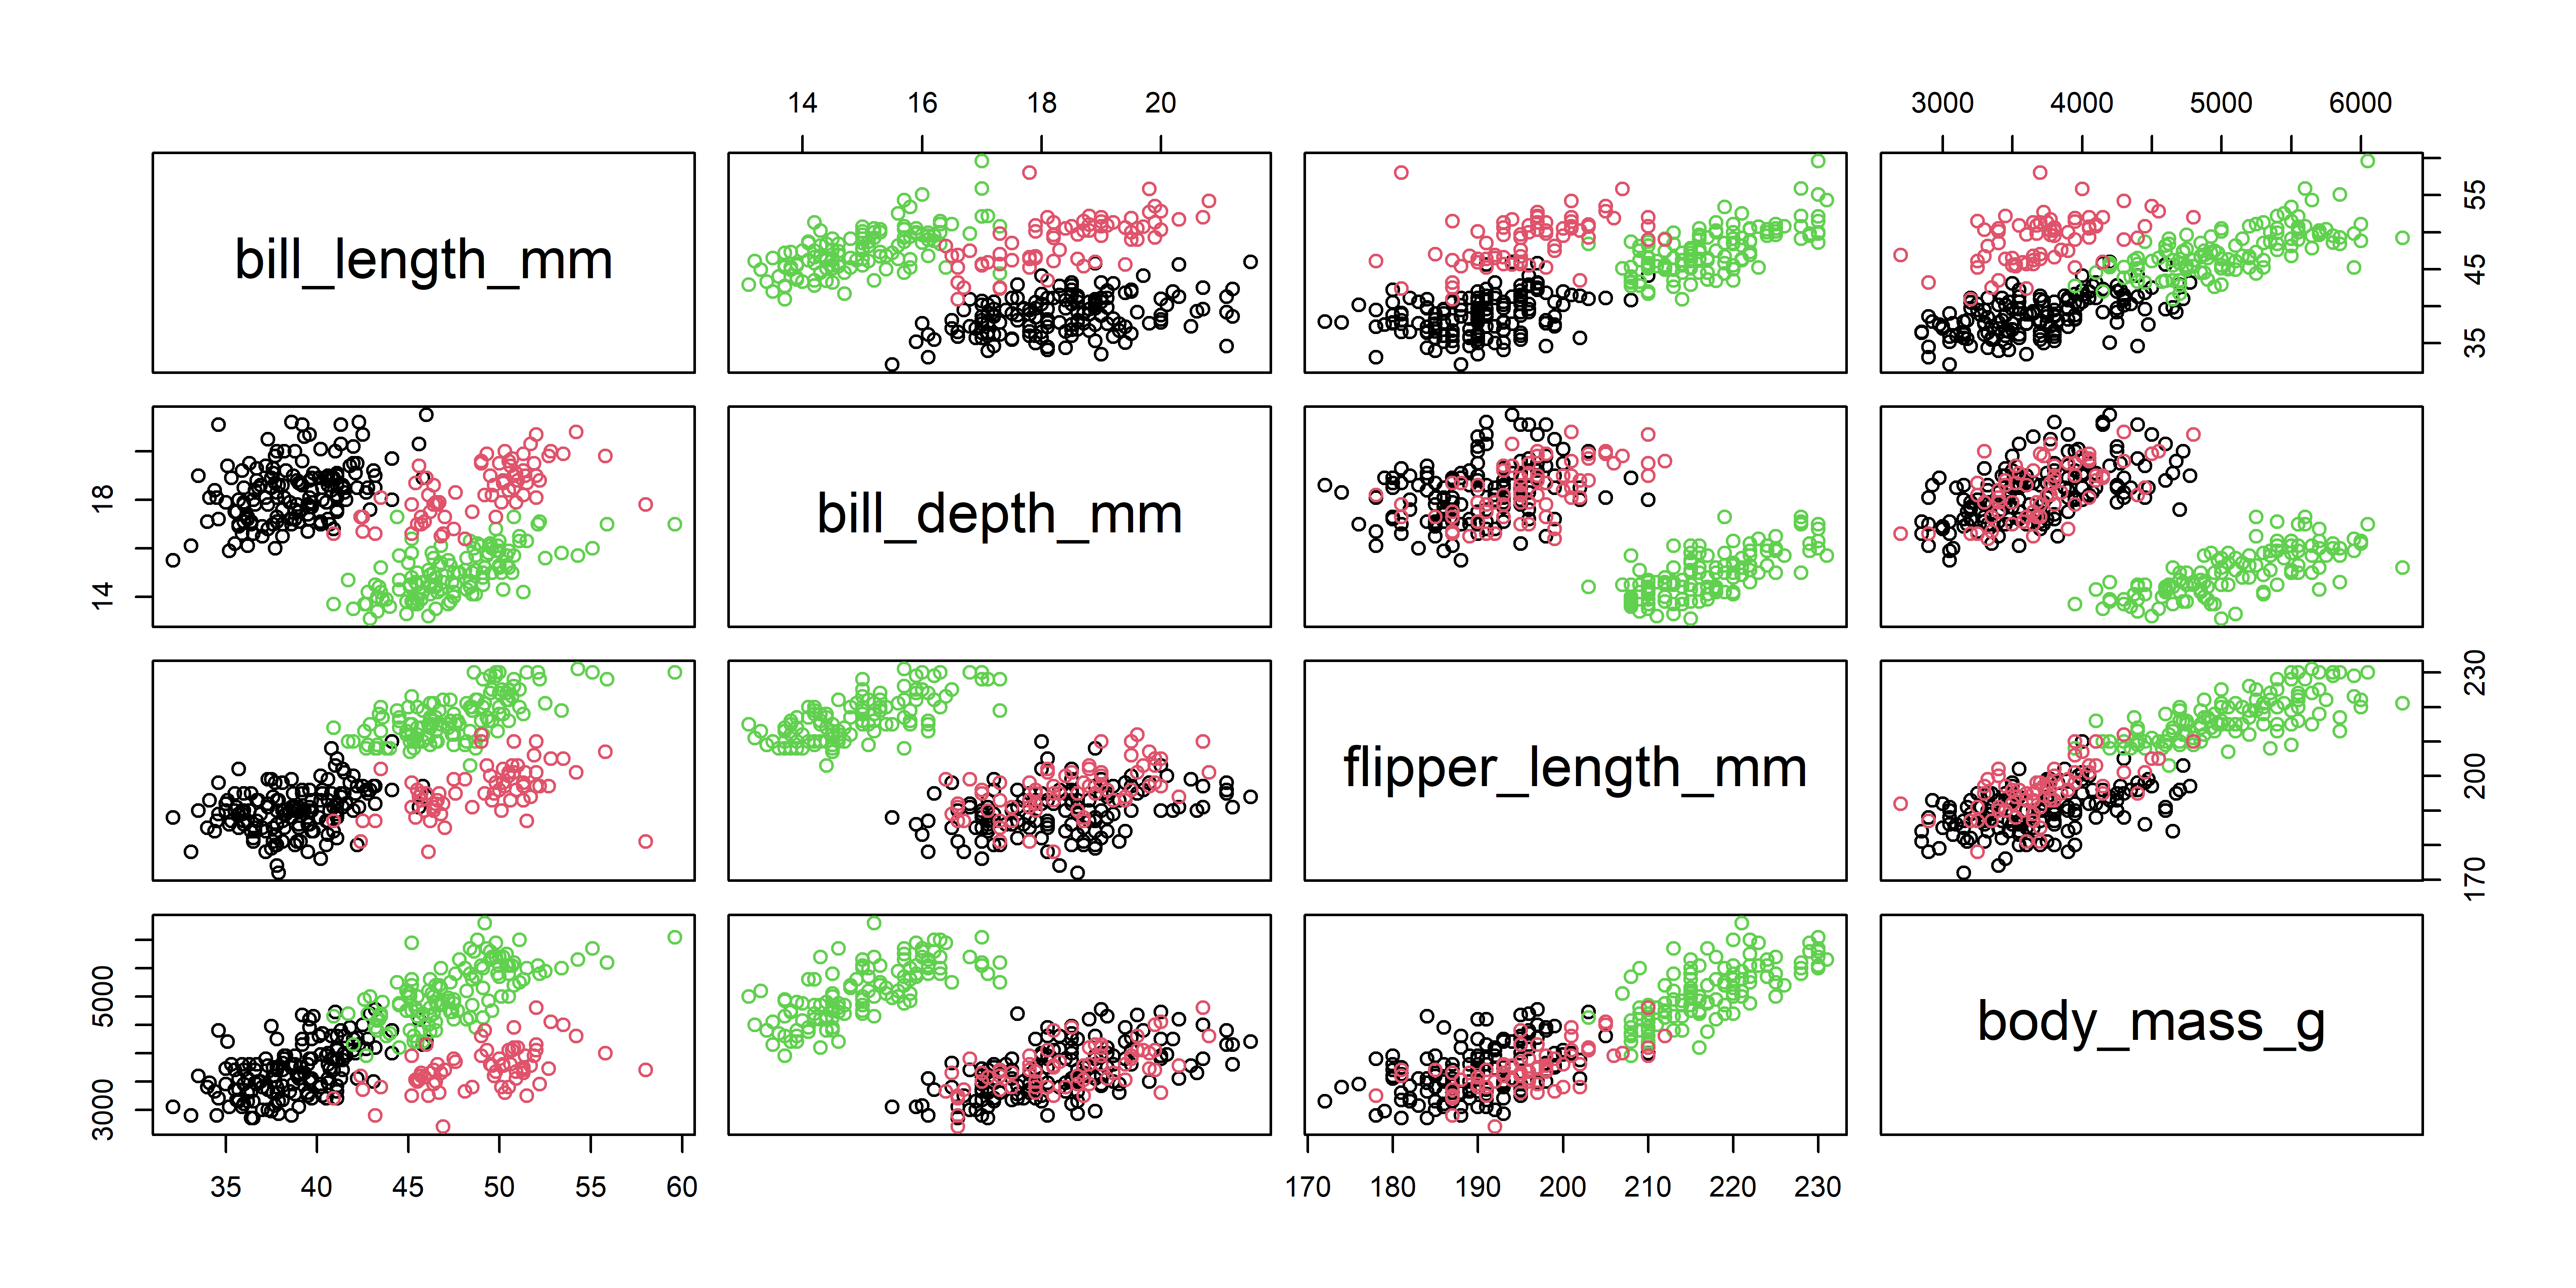 14 16 18 20 3000 4000 5000 6000
bill_length_mm
35 45 55
14 18
bill_depth_mm
flipper_length_mm
170 200 230
3000 5000
body_mass_g
35 40 45 50 55 60 170 180 190 200 210 220 230